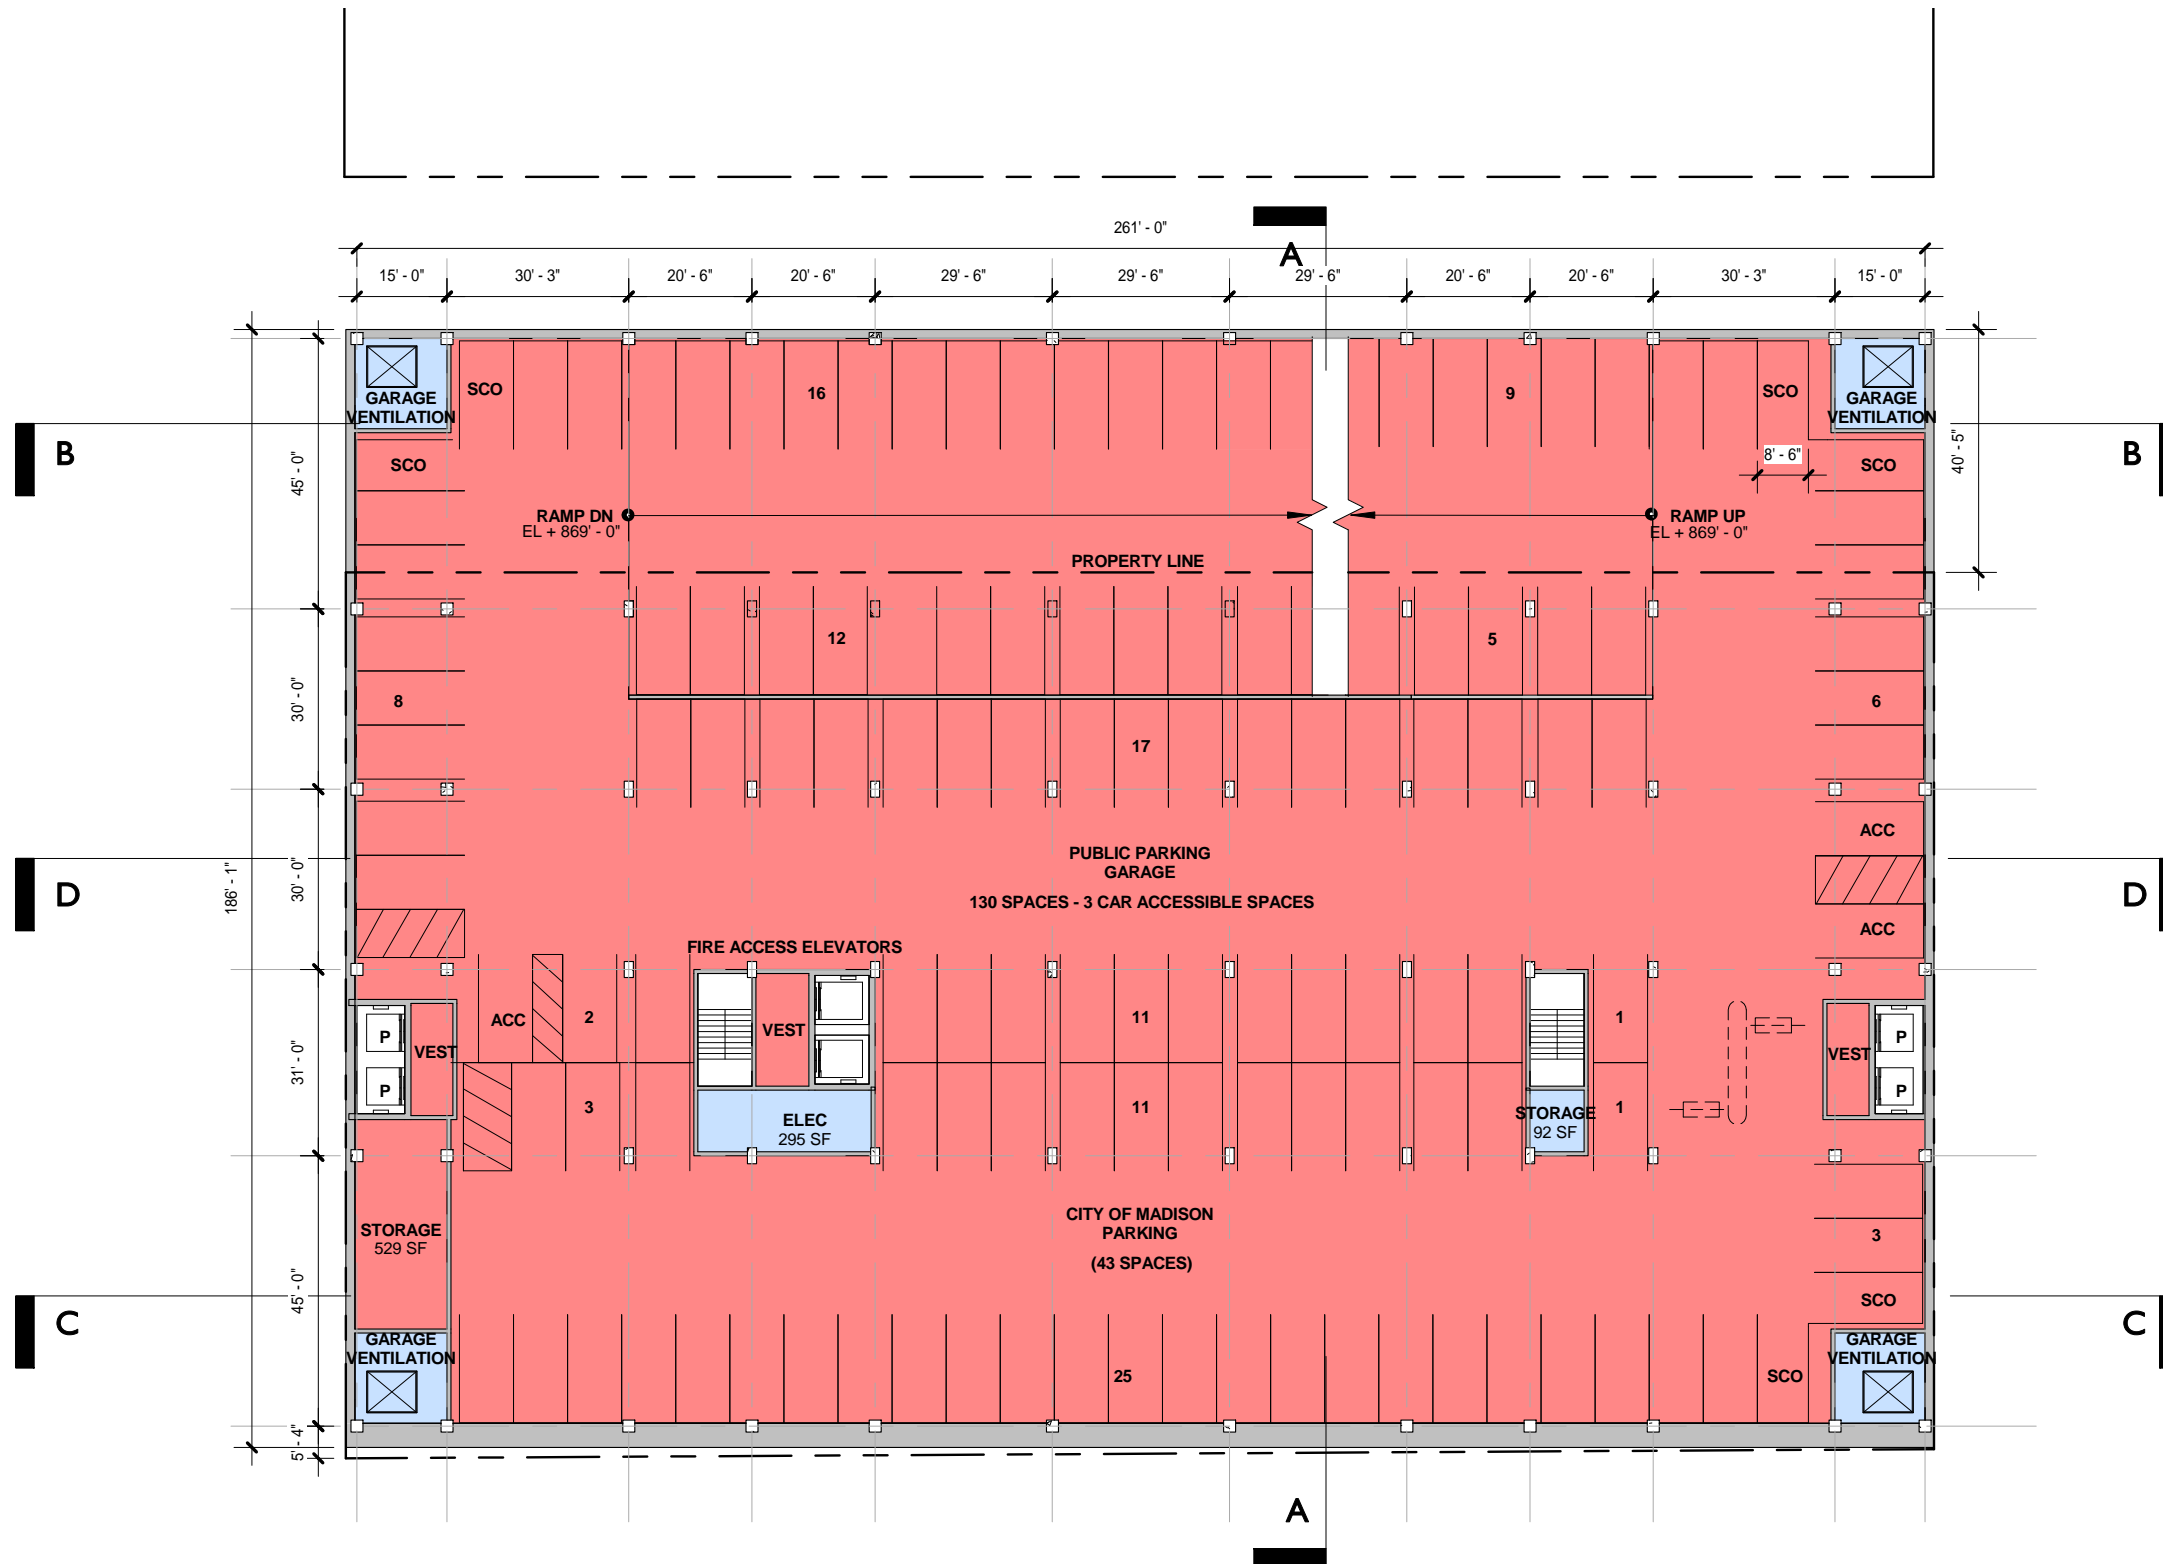 261' - 0"
A
15' - 0"
30' - 3"
20' - 6"
20' - 6"
29' - 6"
29' - 6"
29' - 6"
20' - 6"
20' - 6"
30' - 3"
15' - 0"
SCO
16
9
SCO
GARAGE
VENTILATION
GARAGE
VENTILATION
B
B
SCO
8' - 6"
SCO
45' - 0"
40' - 5"
RAMP DN
EL + 869' - 0"
RAMP UP
EL + 869' - 0"
PROPERTY LINE
12
5
30' - 0"
8
6
17
ACC
PUBLIC PARKING
GARAGE
130 SPACES - 3 CAR ACCESSIBLE SPACES
186' - 1"
30' - 0"
D
D
ACC
FIRE ACCESS ELEVATORS
ACC
2
VEST
11
1
P
VEST
P
VEST
P
P
31' - 0"
3
ELEC
295 SF
11
STORAGE
92 SF
1
STORAGE
529 SF
CITY OF MADISON
PARKING
(43 SPACES)
3
45' - 0"
SCO
C
C
GARAGE
VENTILATION
GARAGE
VENTILATION
25
SCO
5' - 4"
A